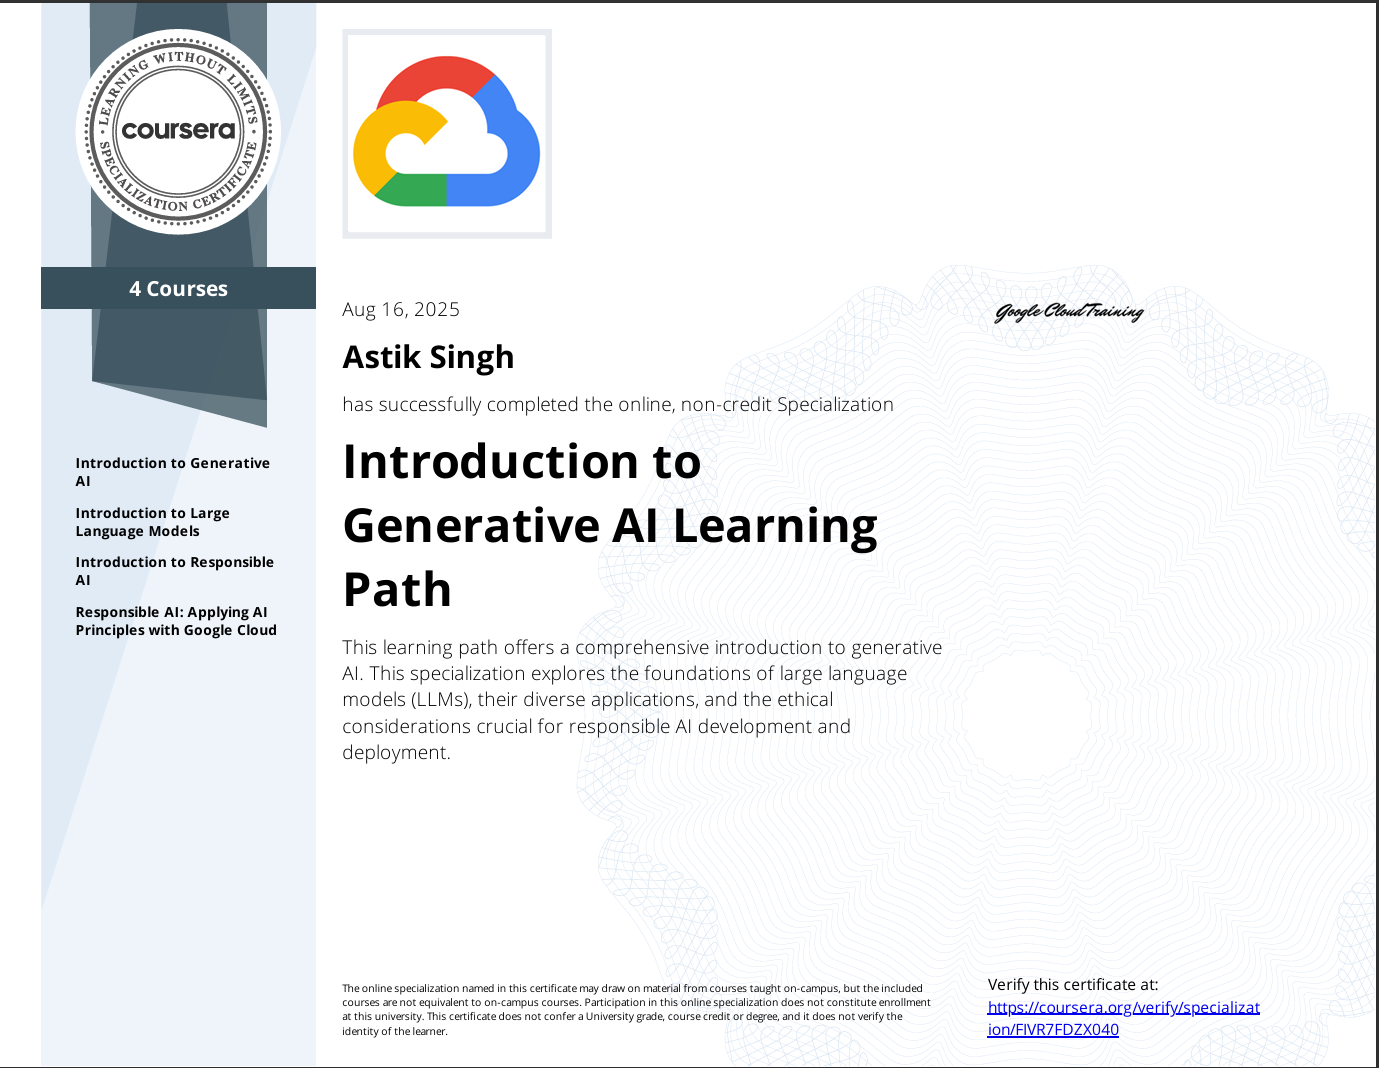 LEARNING WITHOUT LIMITS
coursera
SPECIALIZATION CERTIFICATE
4 Courses
Introduction to Generative
AI
Introduction to Large
Language Models
Introduction to Responsible
AI
Responsible AI: Applying AI
Principles with Google Cloud
Aug 16, 2025
Google Cloud Training
Astik Singh
has successfully completed the online, non-credit Specialization
Introduction to
Generative AI Learning
Path
This learning path offers a comprehensive introduction to generative
AI. This specialization explores the foundations of large language
models (LLMs), their diverse applications, and the ethical
considerations crucial for responsible AI development and
deployment.
The online specialization named in this certificate may draw on material from courses taught on-campus, but the included
courses are not equivalent to on-campus courses. Participation in this online specialization does not constitute enrollment
at this university. This certificate does not confer a University grade, course credit or degree, and it does not verify the
identity of the learner.
Verify this certificate at:
https://coursera.org/verify/specializat
ion/FIVR7FDZX040